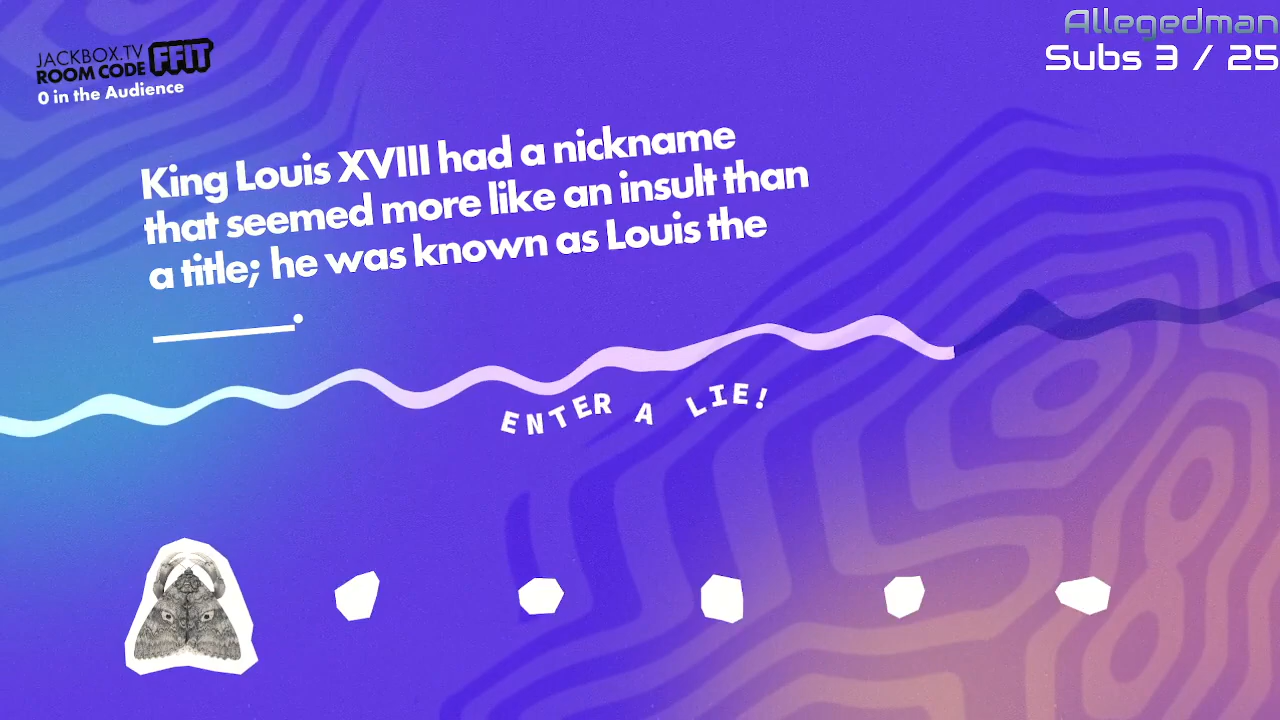 JACKBOX.TV
ROOM CODE FFIT
0 in the Audience
Allegedman
Subs 3 / 25
King Louis XVIII had a nickname
that seemed more like an insult than
a title; he was known as Louis the
_______.
ENTER A LIE!